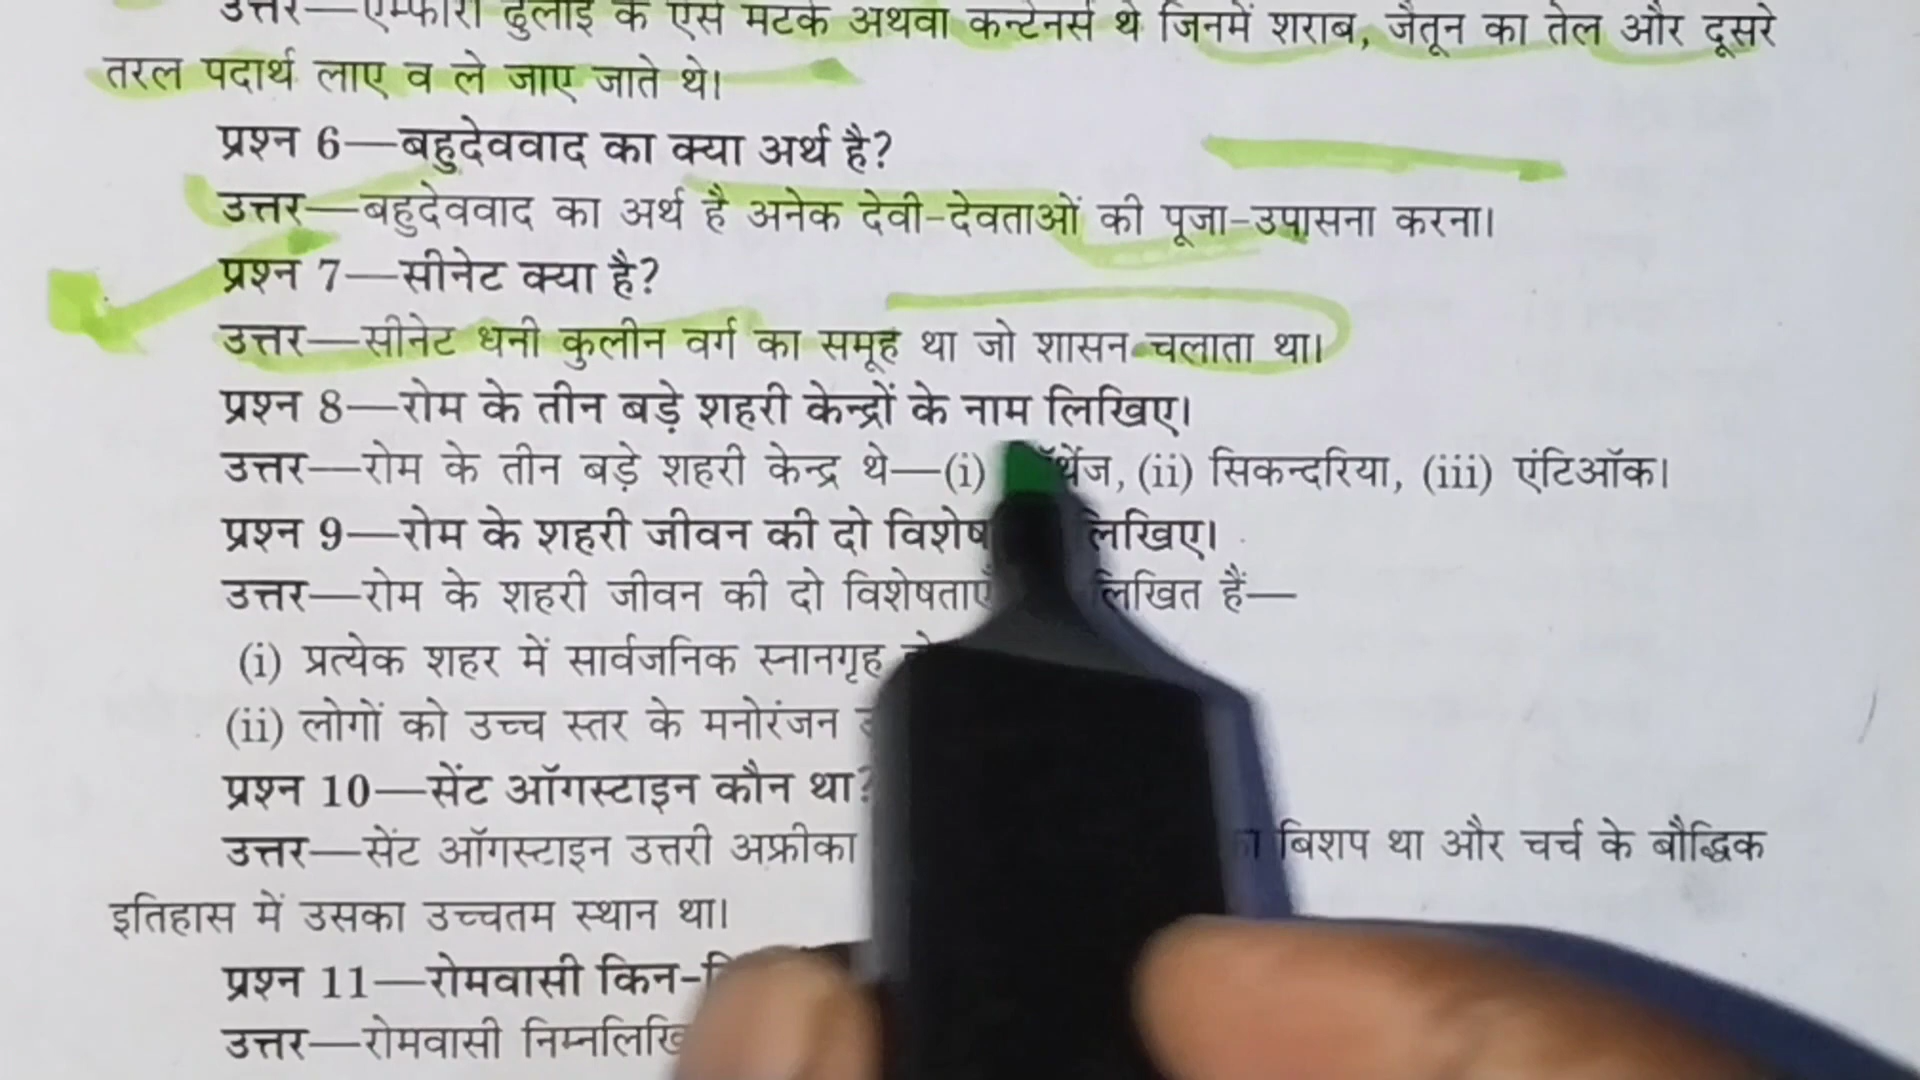 उत्तर—एम्फोरा ढुलाई के ऐसे मटके अथवा कन्टेनर्स थे जिनमें शराब, जैतून का तेल और दूसरे
तरल पदार्थ लाए व ले जाए जाते थे।
प्रश्न 6—बहुदेववाद का क्या अर्थ है?
उत्तर—बहुदेववाद का अर्थ है अनेक देवी-देवताओं की पूजा-उपासना करना।
प्रश्न 7—सीनेट क्या है?
उत्तर—सीनेट धनी कुलीन वर्ग का समूह था जो शासन चलाता था।
प्रश्न 8—रोम के तीन बड़े शहरी केन्द्रों के नाम लिखिए।
उत्तर—रोम के तीन बड़े शहरी केन्द्र थे—(i) (ii) सिकन्दरिया, (iii) एंटिऑक।
प्रश्न 9—रोम के शहरी जीवन की दो
उत्तर—रोम के शहरी जीवन की दो विशेषताएँ हैं—
(i) प्रत्येक शहर में सार्वजनिक स्नानगृह
(ii) लोगों को उच्च स्तर के मनोरंजन
प्रश्न 10—सेंट ऑगस्टाइन कौन था?
उत्तर—सेंट ऑगस्टाइन उत्तरी अफ्रीका बिशप था और चर्च के बौद्धिक
इतिहास में उसका उच्चतम स्थान था।
प्रश्न 11—रोमवासी
उत्तर—रोमवासी